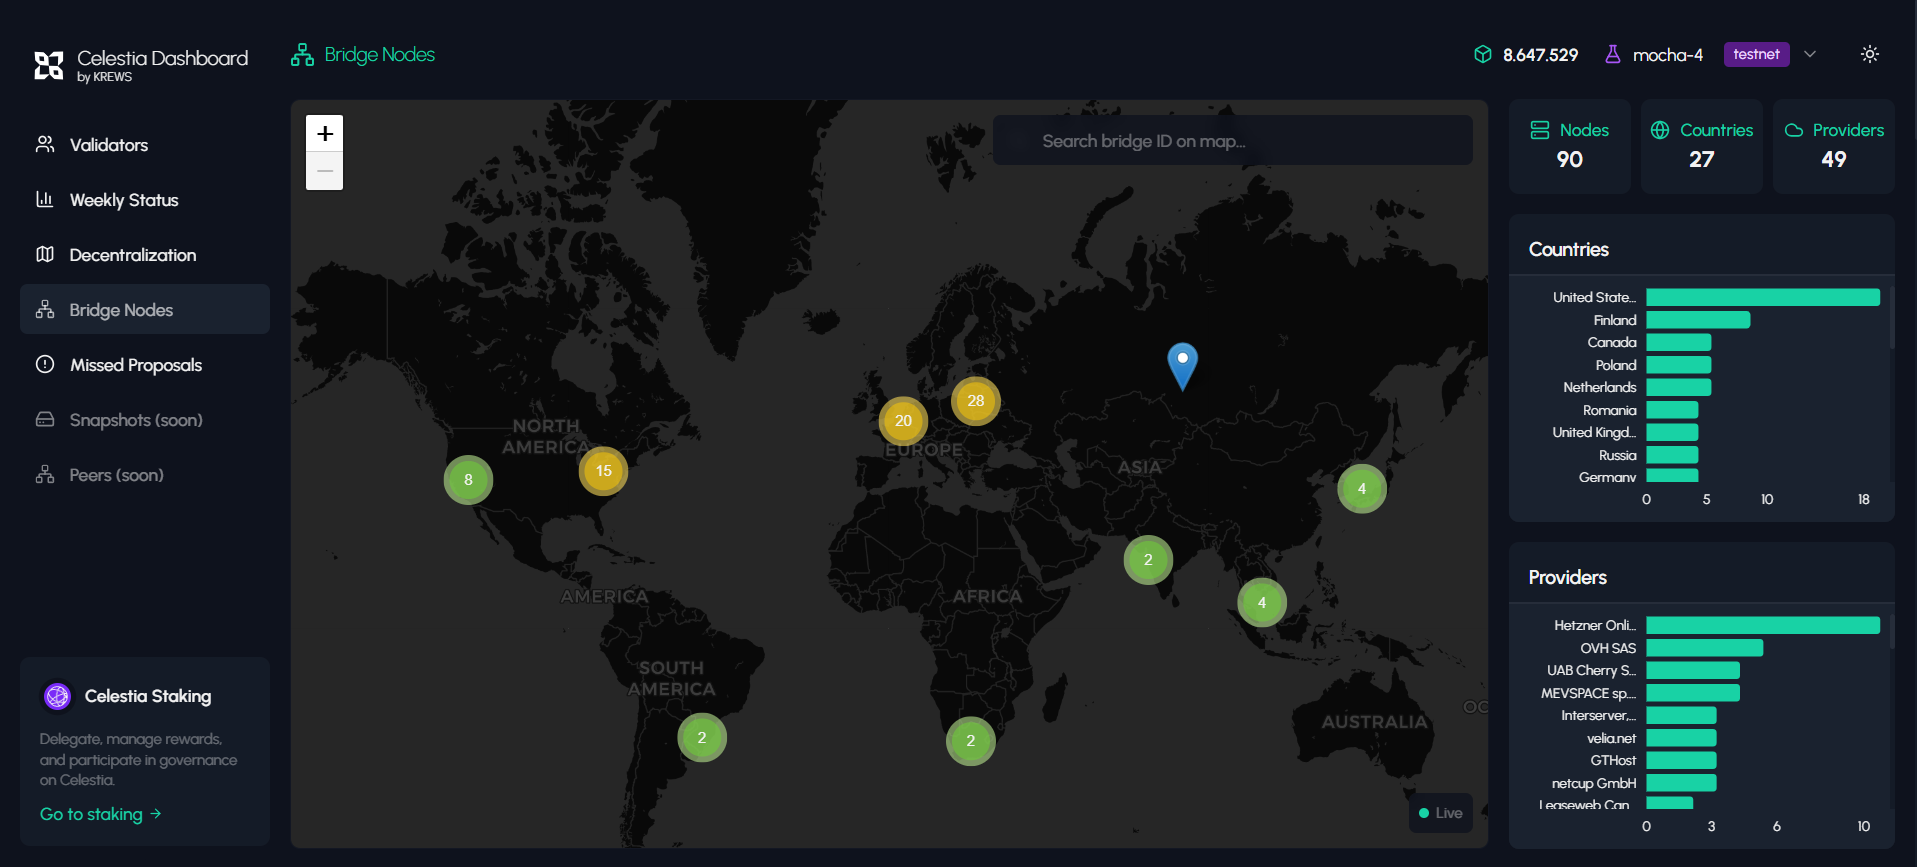 Celestia Dashboard
by KREWS
Bridge Nodes
8.647.529
mocha-4
testnet
Validators
Weekly Status
Decentralization
Bridge Nodes
Missed Proposals
Snapshots (soon)
Peers (soon)
Celestia Staking
Delegate, manage rewards,
and participate in governance
on Celestia.
Go to staking →
+
−
Search bridge ID on map...
NORTH
AMERICA
EUROPE
ASIA
AMERICA
AFRICA
SOUTH
AMERICA
AUSTRALIA
OC
8
15
20
28
4
2
4
2
2
Live
Nodes
90
Countries
27
Providers
49
Countries
United State...
Finland
Canada
Poland
Netherlands
Romania
United Kingd...
Russia
Germany
0 5 10 18
Providers
Hetzner Onli...
OVH SAS
UAB Cherry S...
MEVSPACE sp....
Interserver,...
velia.net
GTHost
netcup GmbH
Leaseweb Can...
0 3 6 10